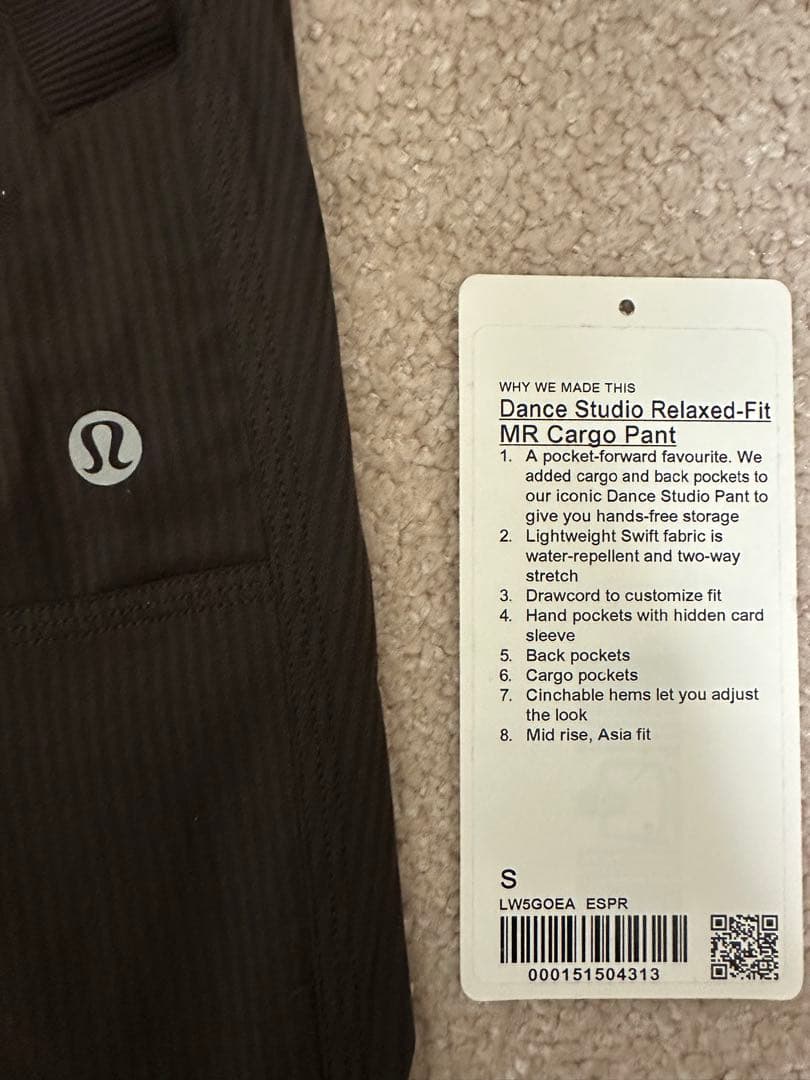 WHY WE MADE THIS
Dance Studio Relaxed-Fit
MR Cargo Pant
1. A pocket-forward favourite. We
added cargo and back pockets to
our iconic Dance Studio Pant to
give you hands-free storage
2. Lightweight Swift fabric is
water-repellent and two-way
stretch
3. Drawcord to customize fit
4. Hand pockets with hidden card
sleeve
5. Back pockets
6. Cargo pockets
7. Cinchable hems let you adjust
the look
8. Mid rise, Asia fit
S
LW5GOEA ESPR
000151504313